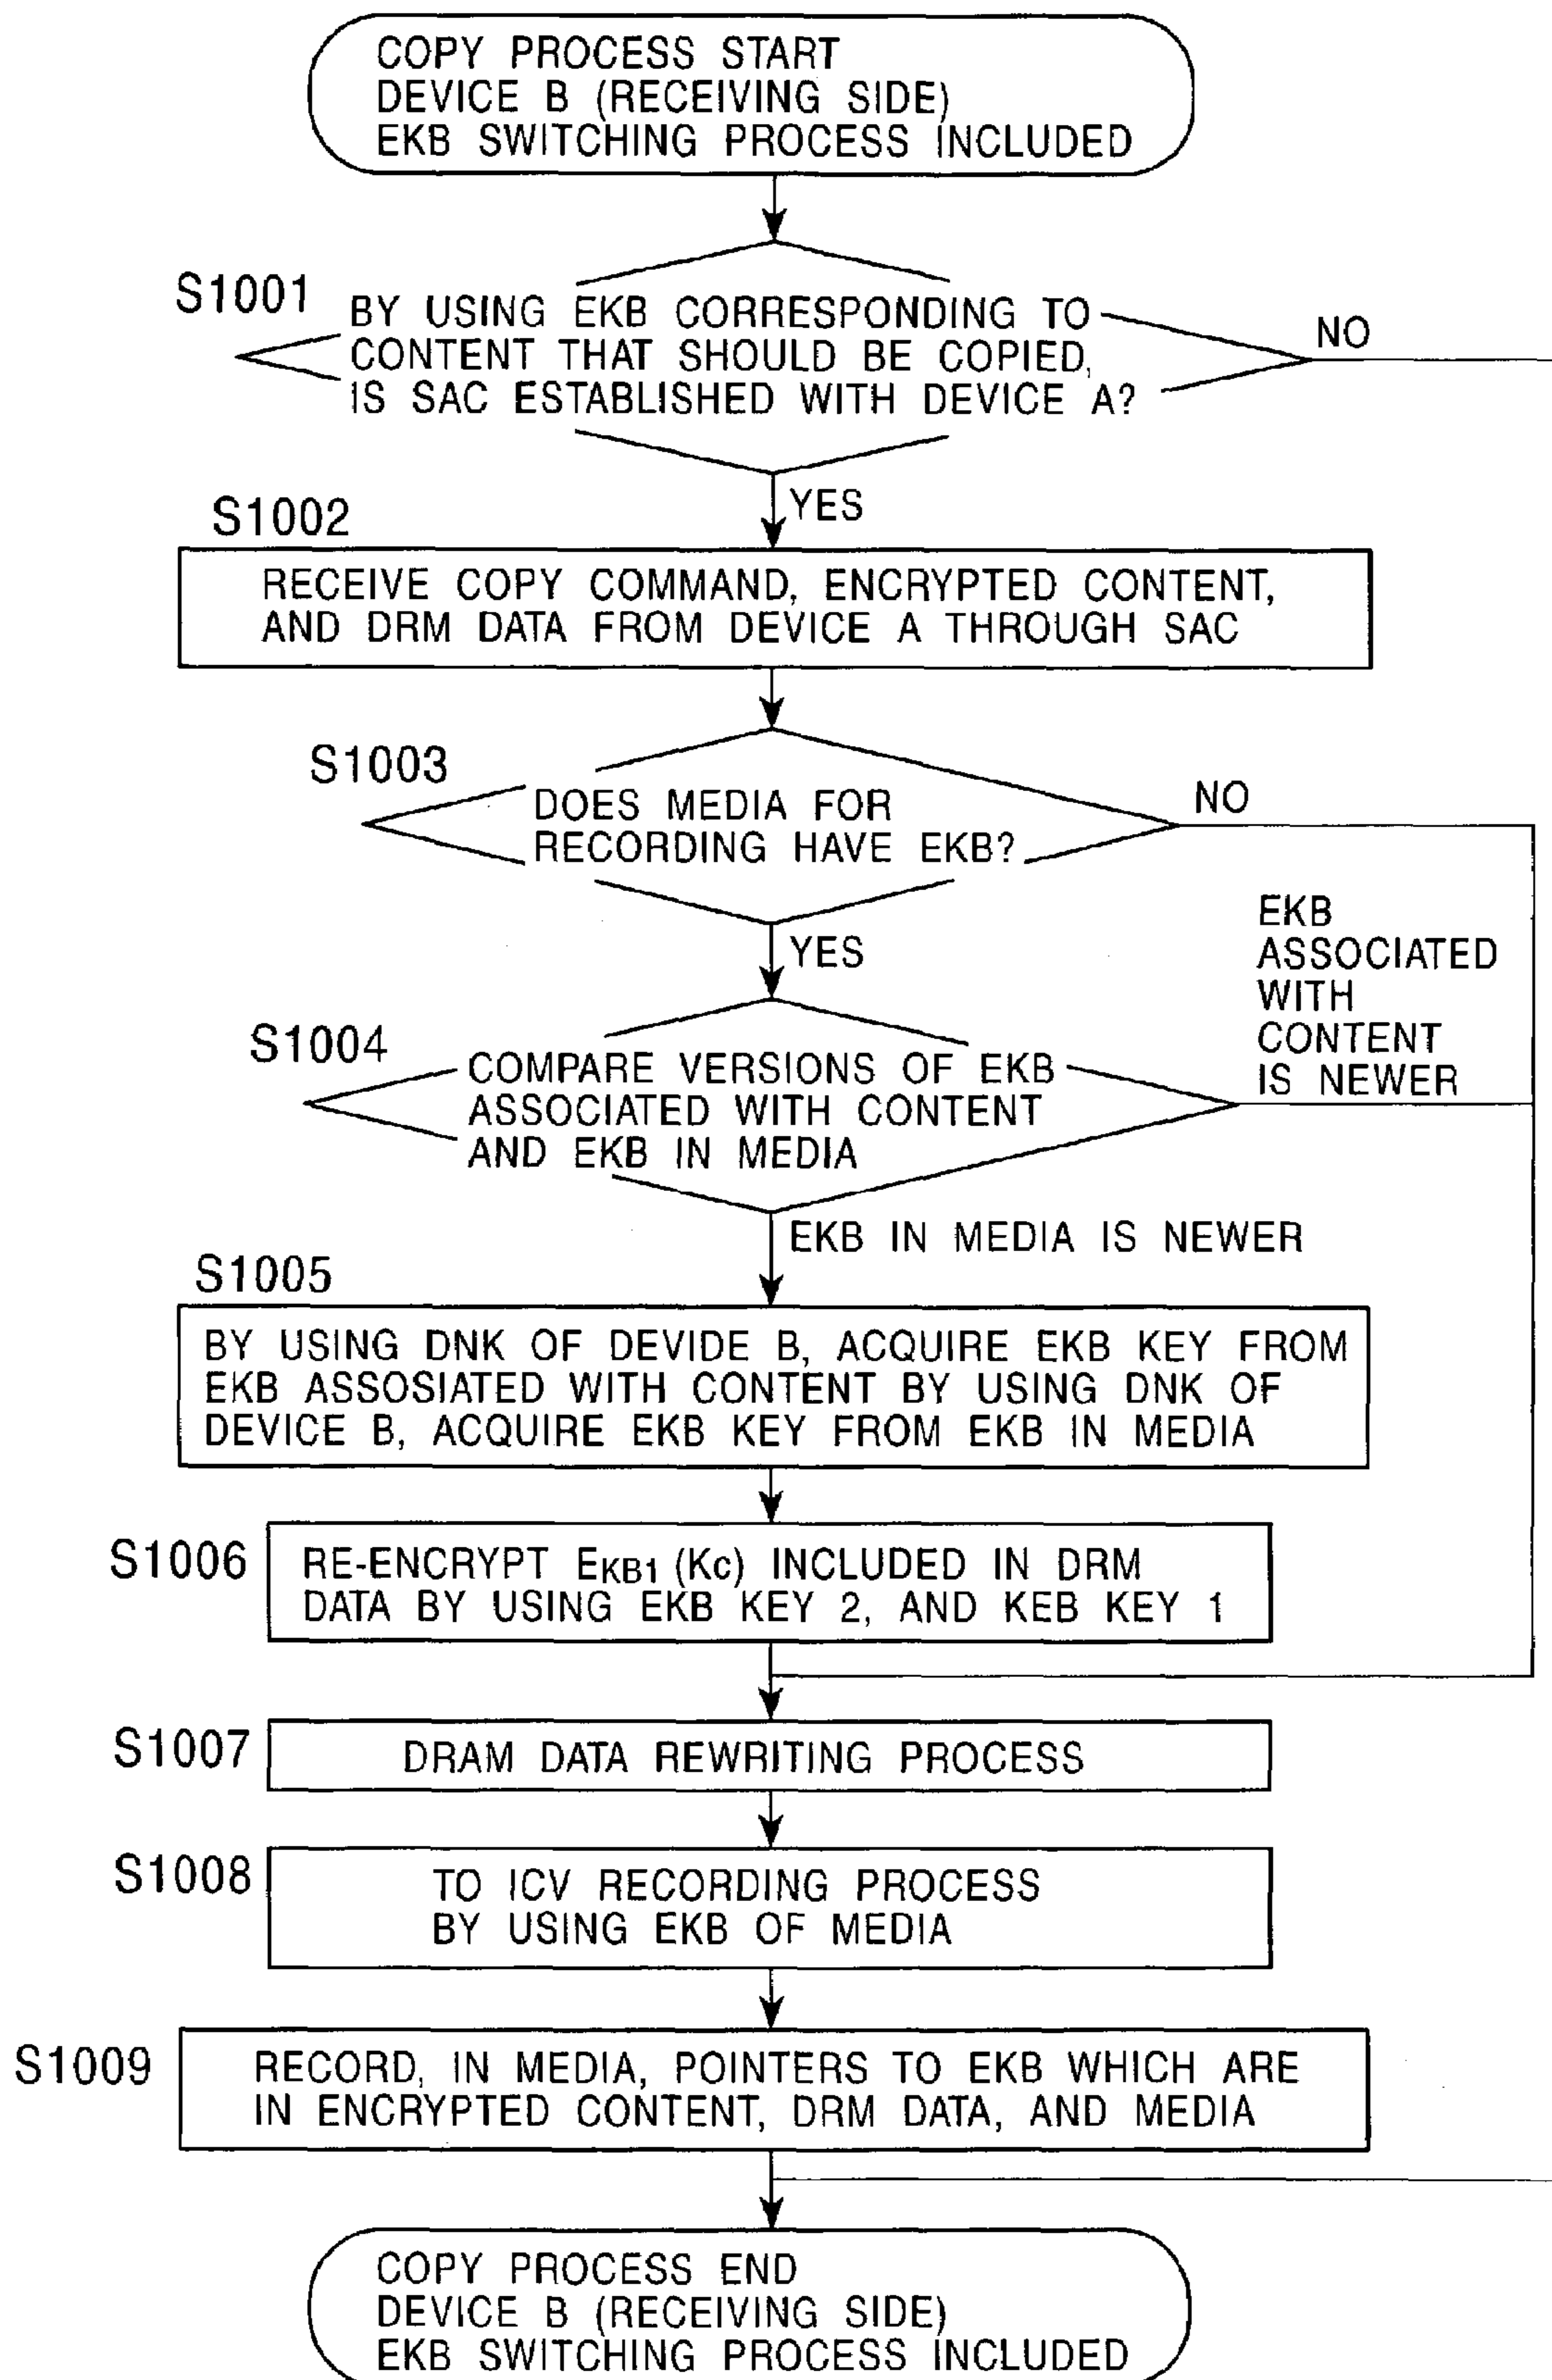 COPY PROCESS START
DEVICE B (RECEIVING SIDE)
EKB SWITCHING PROCESS INCLUDED
S1001
BY USING EKB CORRESPONDING TO
CONTENT THAT SHOULD BE COPIED,
IS SAC ESTABLISHED WITH DEVICE A?
NO
YES
S1002
RECEIVE COPY COMMAND, ENCRYPTED CONTENT,
AND DRM DATA FROM DEVICE A THROUGH SAC
S1003
DOES MEDIA FOR
RECORDING HAVE EKB?
NO
YES
EKB
ASSOCIATED
WITH
CONTENT
IS NEWER
S1004
COMPARE VERSIONS OF EKB
ASSOCIATED WITH CONTENT
AND EKB IN MEDIA
EKB IN MEDIA IS NEWER
S1005
BY USING DNK OF DEVIDE B, ACQUIRE EKB KEY FROM
EKB ASSOSIATED WITH CONTENT BY USING DNK OF
DEVICE B, ACQUIRE EKB KEY FROM EKB IN MEDIA
S1006
RE-ENCRYPT EKB1 (Kc) INCLUDED IN DRM
DATA BY USING EKB KEY 2, AND KEB KEY 1
S1007
DRAM DATA REWRITING PROCESS
S1008
TO ICV RECORDING PROCESS
BY USING EKB OF MEDIA
S1009
RECORD, IN MEDIA, POINTERS TO EKB WHICH ARE
IN ENCRYPTED CONTENT, DRM DATA, AND MEDIA
COPY PROCESS END
DEVICE B (RECEIVING SIDE)
EKB SWITCHING PROCESS INCLUDED